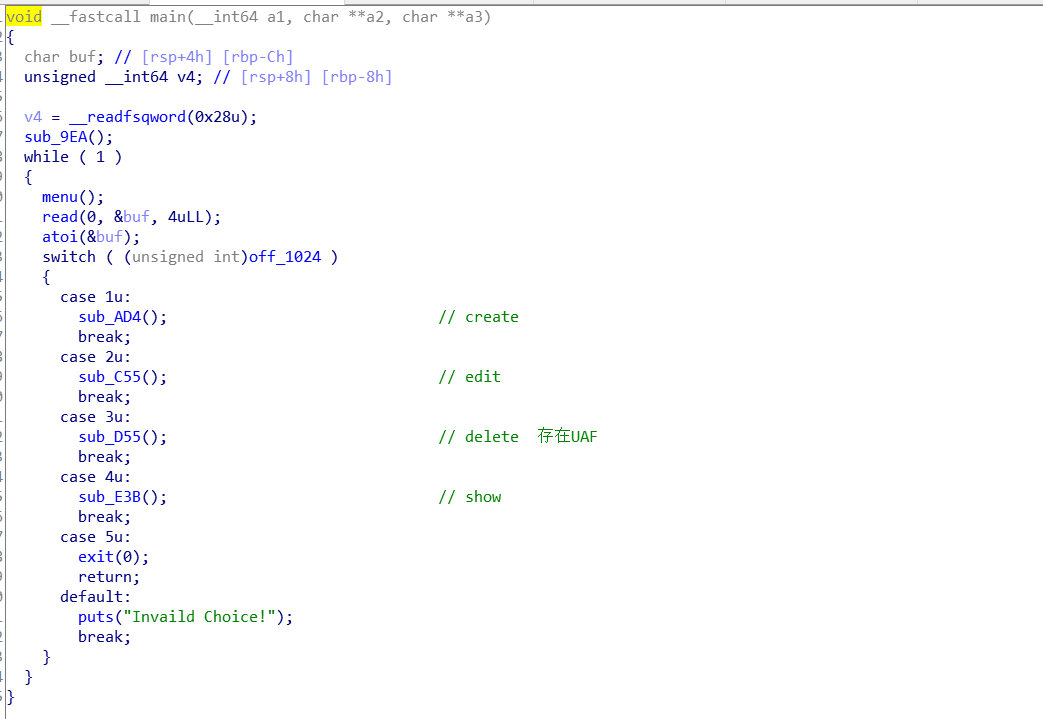 void __fastcall main(__int64 a1, char **a2, char **a3)
{
  char buf; // [rsp+4h] [rbp-Ch]
  unsigned __int64 v4; // [rsp+8h] [rbp-8h]

  v4 = __readfsqword(0x28u);
  sub_9EA();
  while ( 1 )
  {
    menu();
    read(0, &buf, 4uLL);
    atoi(&buf);
    switch ( (unsigned int)off_1024 )
    {
      case 1u:
        sub_AD4();                              // create
        break;
      case 2u:
        sub_C55();                              // edit
        break;
      case 3u:
        sub_D55();                              // delete  存在UAF
        break;
      case 4u:
        sub_E3B();                              // show
        break;
      case 5u:
        exit(0);
        return;
      default:
        puts("Invaild Choice!");
        break;
    }
  }
}